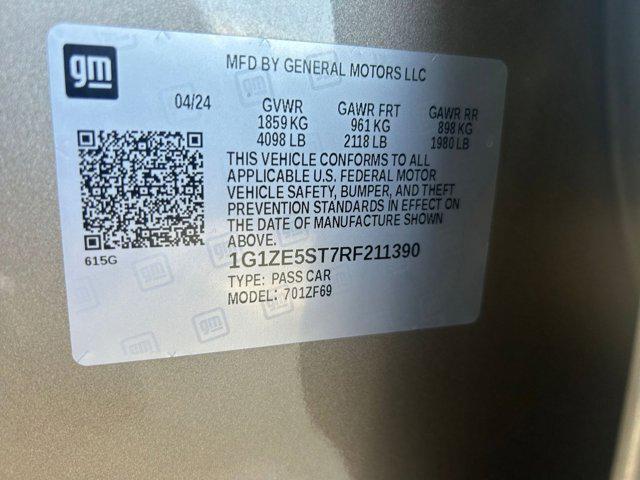 gm
MFD BY GENERAL MOTORS LLC
04/24 GVWR GAWR FRT GAWR RR
1859 KG 961 KG 898 KG
4098 LB 2118 LB 1980 LB
THIS VEHICLE CONFORMS TO ALL
APPLICABLE U.S. FEDERAL MOTOR
VEHICLE SAFETY, BUMPER, AND THEFT
PREVENTION STANDARDS IN EFFECT ON
THE DATE OF MANUFACTURE SHOWN
ABOVE.
615G
1G1ZE5ST7RF211390
TYPE: PASS CAR
MODEL: 701ZF69